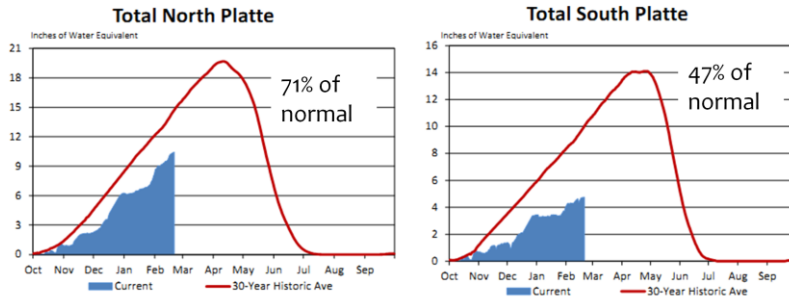 Total North Platte
Inches of Water Equivalent
21
18
15
12
9
6
3
0
71% of
normal
Oct Nov Dec Jan Feb Mar Apr May Jun Jul Aug Sep
Current 30-Year Historic Ave
Total South Platte
Inches of Water Equivalent
16
14
12
10
8
6
4
2
0
47% of
normal
Oct Nov Dec Jan Feb Mar Apr May Jun Jul Aug Sep
Current 30-Year Historic Ave